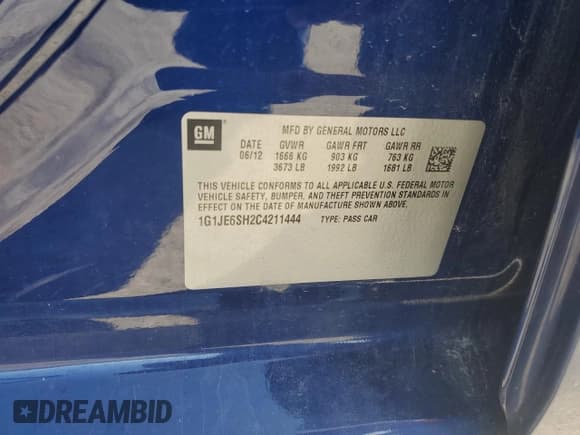 GM
MFD BY GENERAL MOTORS LLC
DATE GVWR GAWR FRT GAWR RR
06/12 1666 KG 903 KG 763 KG
3673 LB 1992 LB 1681 LB
THIS VEHICLE CONFORMS TO ALL APPLICABLE U.S. FEDERAL MOTOR
VEHICLE SAFETY, BUMPER, AND THEFT PREVENTION STANDARDS IN
EFFECT ON THE DATE OF MANUFACTURE SHOWN ABOVE.
1G1JE6SH2C4211444 TYPE: PASS CAR
DREAMBID